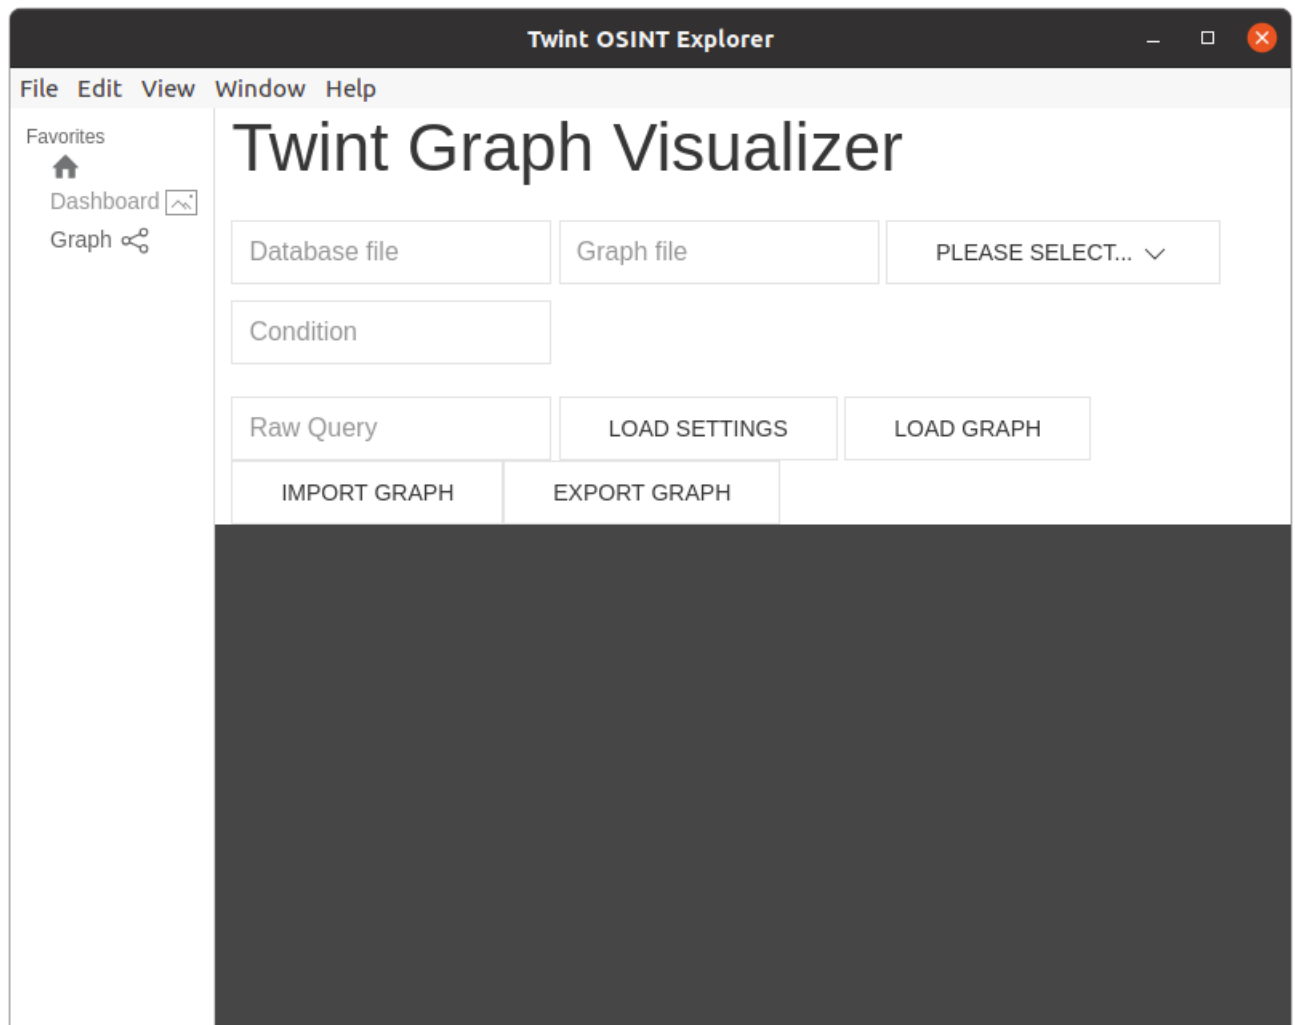 Twint OSINT Explorer
File Edit View Window Help
Favorites
Dashboard
Graph
Twint Graph Visualizer
Database file Graph file PLEASE SELECT...
Condition
Raw Query LOAD SETTINGS LOAD GRAPH
IMPORT GRAPH EXPORT GRAPH